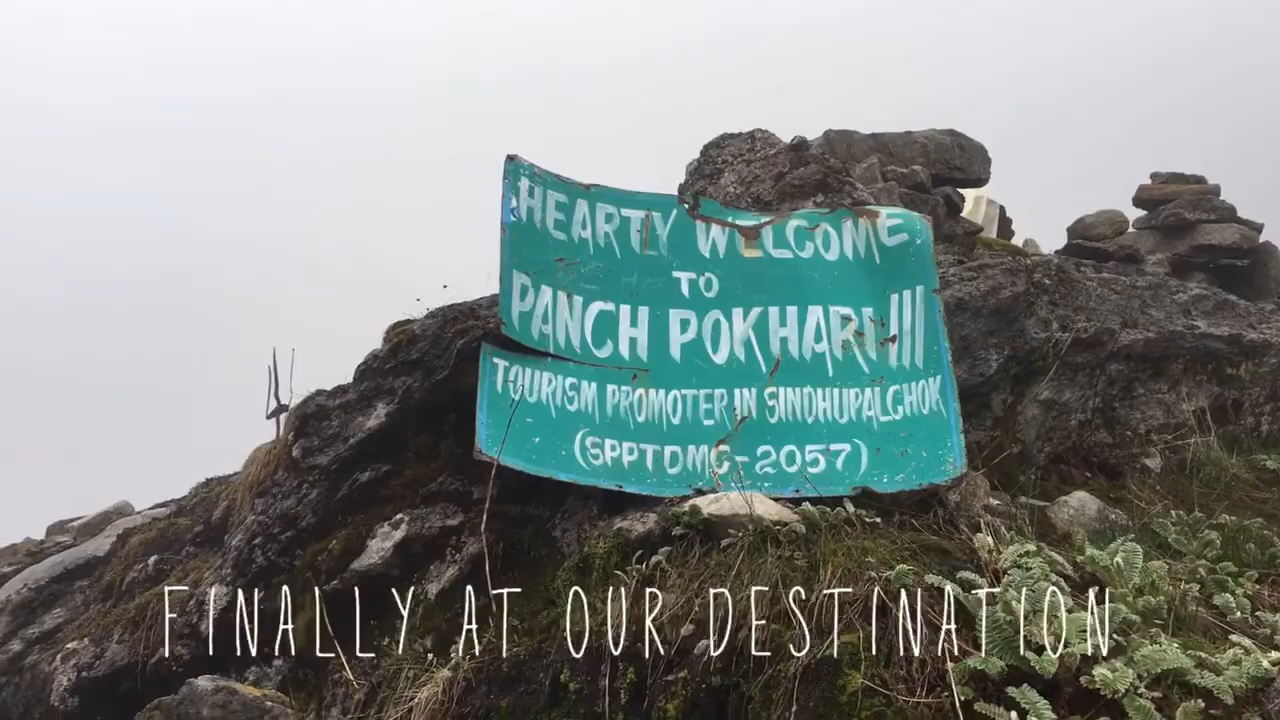 HEARTY WELCOME
TO
PANCH POKHARI !!!
TOURISM PROMOTER IN SINDHUPALCHOK
(SPPTDMC-2057)
FINALLY AT OUR DESTINATION